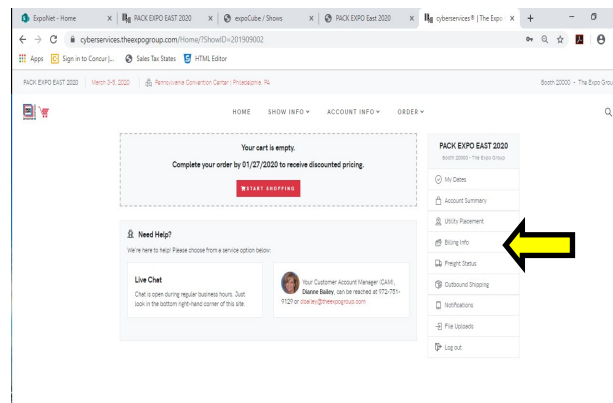 ExpoNet - Home
PACK EXPO EAST 2020
expoCube / Shows
PACK EXPO East 2020
cyberservices® | The Expo
cyberservices.theexpogroup.com/Home/?ShowID=201909002
Apps
Sign in to Concur |...
Sales Tax States
HTML Editor
PACK EXPO EAST 2020
March 3-5, 2020
Pennsylvania Convention Center | Philadelphia, PA
Booth 20000 - The Expo Grou
HOME SHOW INFO ACCOUNT INFO ORDER
Your cart is empty.
Complete your order by 01/27/2020 to receive discounted pricing.
START SHOPPING
Need Help?
We're here to help! Please choose from a service option below:
Live Chat
Chat is open during regular business hours. Just
look in the bottom right-hand corner of this site.
Your Customer Account Manager (CAM),
Dianne Bailey, can be reached at 972-751-
9129 or dbailey@theexpogroup.com
PACK EXPO EAST 2020
Booth 20000 - The Expo Group
My Dates
Account Summary
Utility Placement
Billing Info
Freight Status
Outbound Shipping
Notifications
File Uploads
Log out